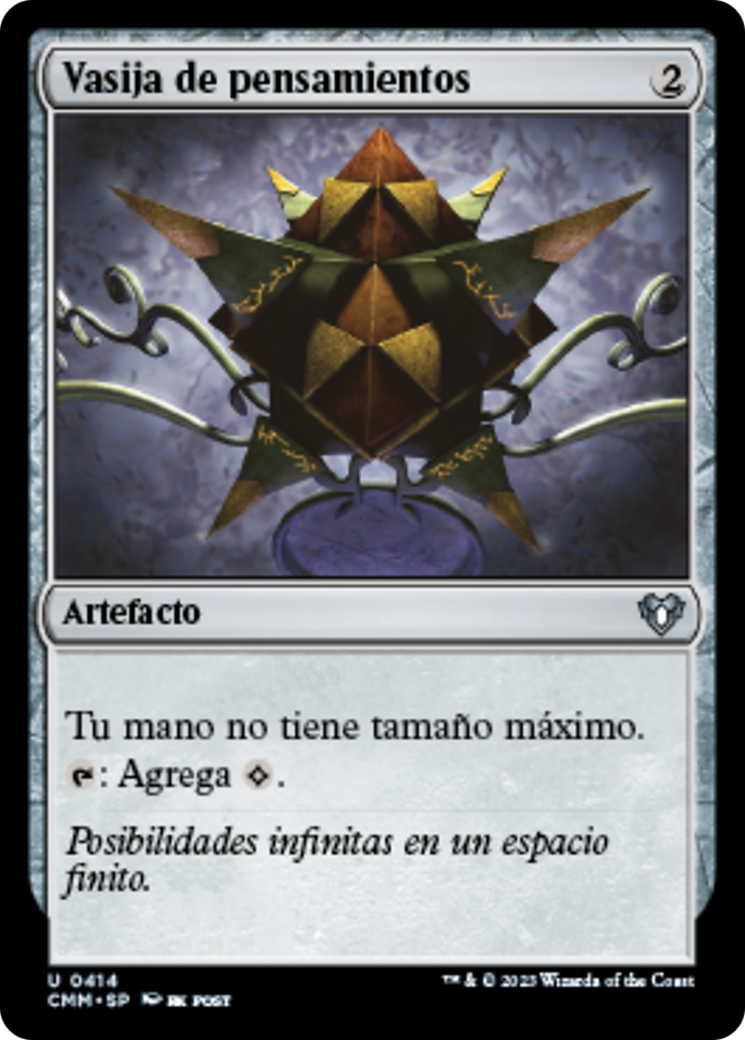 Vasija de pensamientos 2
Artefacto
Tu mano no tiene tamaño máximo.
: Agrega .
Posibilidades infinitas en un espacio
finito.
U 0414
CMM • SP RK POST
™ & © 2023 Wizards of the Coast